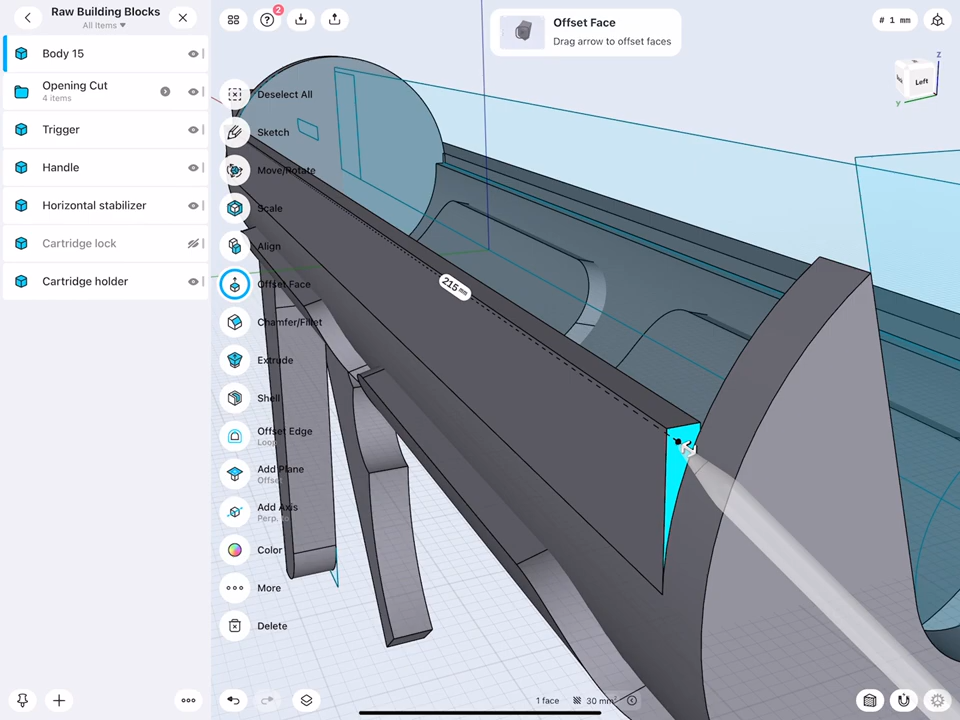 Raw Building Blocks
All Items ▼
Body 15
Opening Cut
4 items
Trigger
Handle
Horizontal stabilizer
Cartridge lock
Cartridge holder
2
Offset Face
Drag arrow to offset faces
# 1 mm
Left
Z
Y
Deselect All
Sketch
Move/Rotate
Scale
Align
Offset Face
Chamfer/Fillet
Extrude
Shell
Offset Edge
Loop
Add Plane
Offset
Add Axis
Color
More
Delete
215 mm
1 face
30 mm²